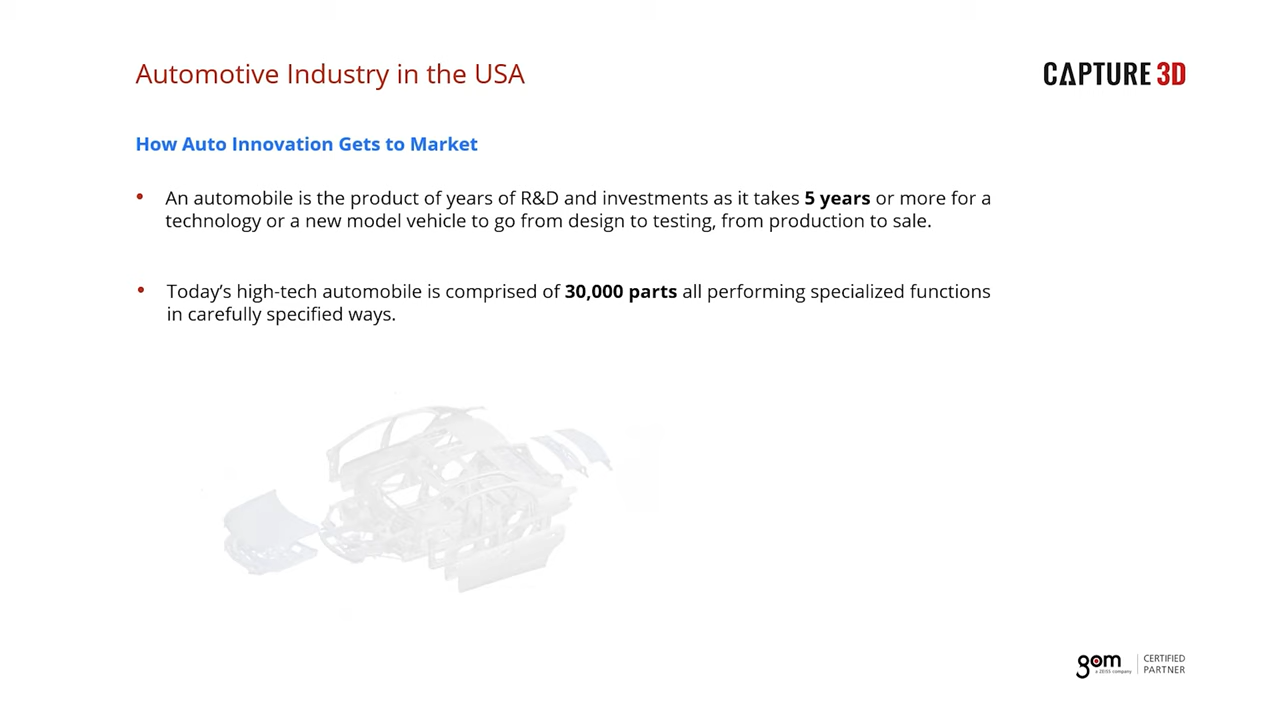 Automotive Industry in the USA
CAPTURE 3D
How Auto Innovation Gets to Market
• An automobile is the product of years of R&D and investments as it takes 5 years or more for a
technology or a new model vehicle to go from design to testing, from production to sale.
• Today’s high-tech automobile is comprised of 30,000 parts all performing specialized functions
in carefully specified ways.
gom
a ZEISS company
CERTIFIED
PARTNER